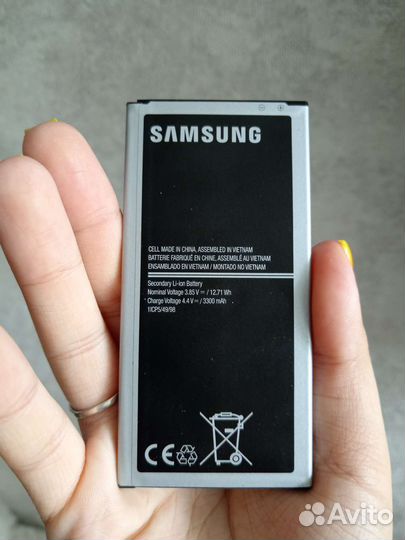 SAMSUNG
CELL MADE IN CHINA, ASSEMBLED IN VIETNAM
BATTERIE FABRIQUÉ EN CHINE, ASSEMBLÉ AU VIETNAM
ENSAMBLADO EN VIETNAM / MONTADO NO VIETNAM
Secondary Li-ion Battery
Nominal Voltage 3.85 V⎓ / 12.71 Wh
Charge Voltage 4.4 V⎓ / 3300 mAh
1ICP5/49/98
CE
Avito